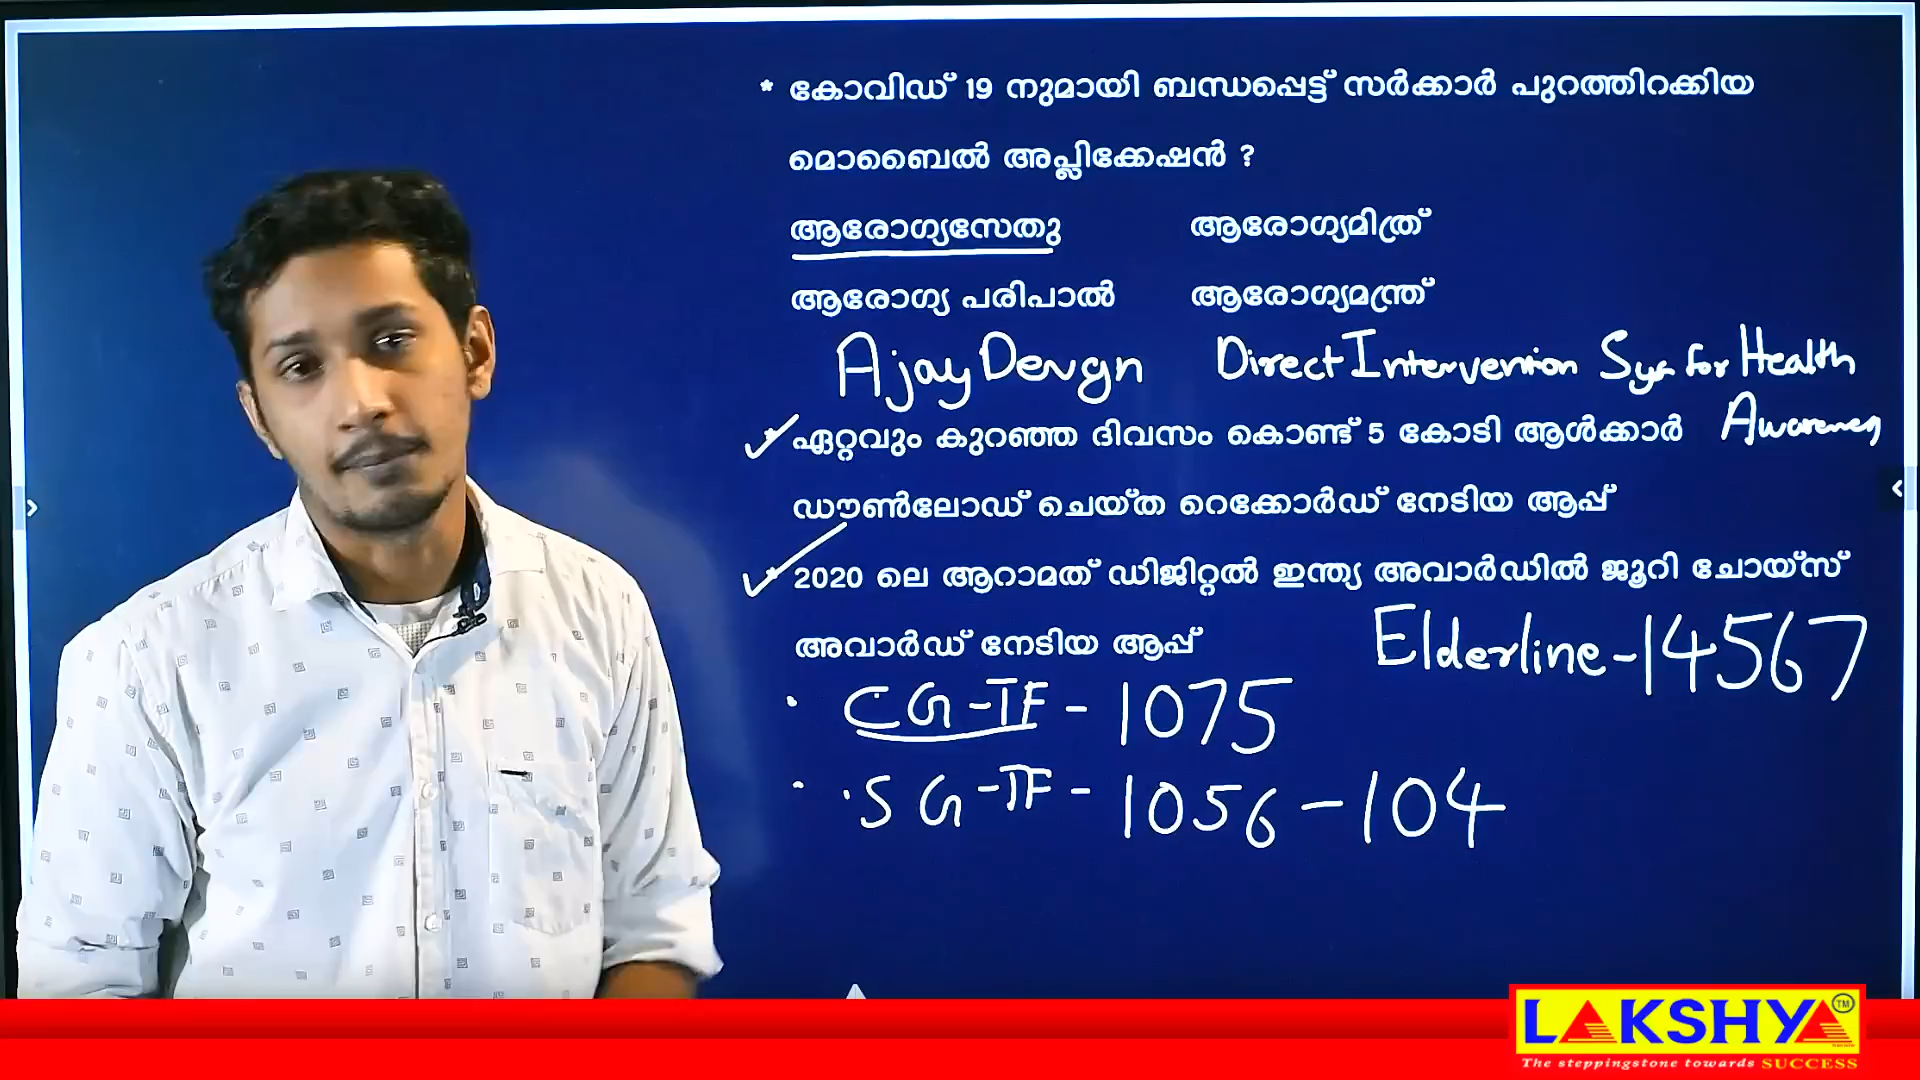 * കോവിഡ് 19 നുമായി ബന്ധപ്പെട്ട് സർക്കാർ പുറത്തിറക്കിയ
മൊബൈൽ അപ്ലിക്കേഷൻ ?
ആരോഗ്യസേതു ആരോഗ്യമിത്ര്
ആരോഗ്യ പരിപാൽ ആരോഗ്യമന്ത്ര്
Ajay Devgn Direct Intervention Sys for Health
* ഏറ്റവും കുറഞ്ഞ ദിവസം കൊണ്ട് 5 കോടി ആൾക്കാർ
ഡൗൺലോഡ് ചെയ്ത റെക്കോർഡ് നേടിയ ആപ്പ്
* 2020 ലെ ആറാമത് ഡിജിറ്റൽ ഇന്ത്യ അവാർഡിൽ ജൂറി ചോയ്സ്
അവാർഡ് നേടിയ ആപ്പ് Elderline-14567
· CG-TF- 1075
· SG-TF- 1056-104
LAKSHYA TM
The steppingstone towards SUCCESS